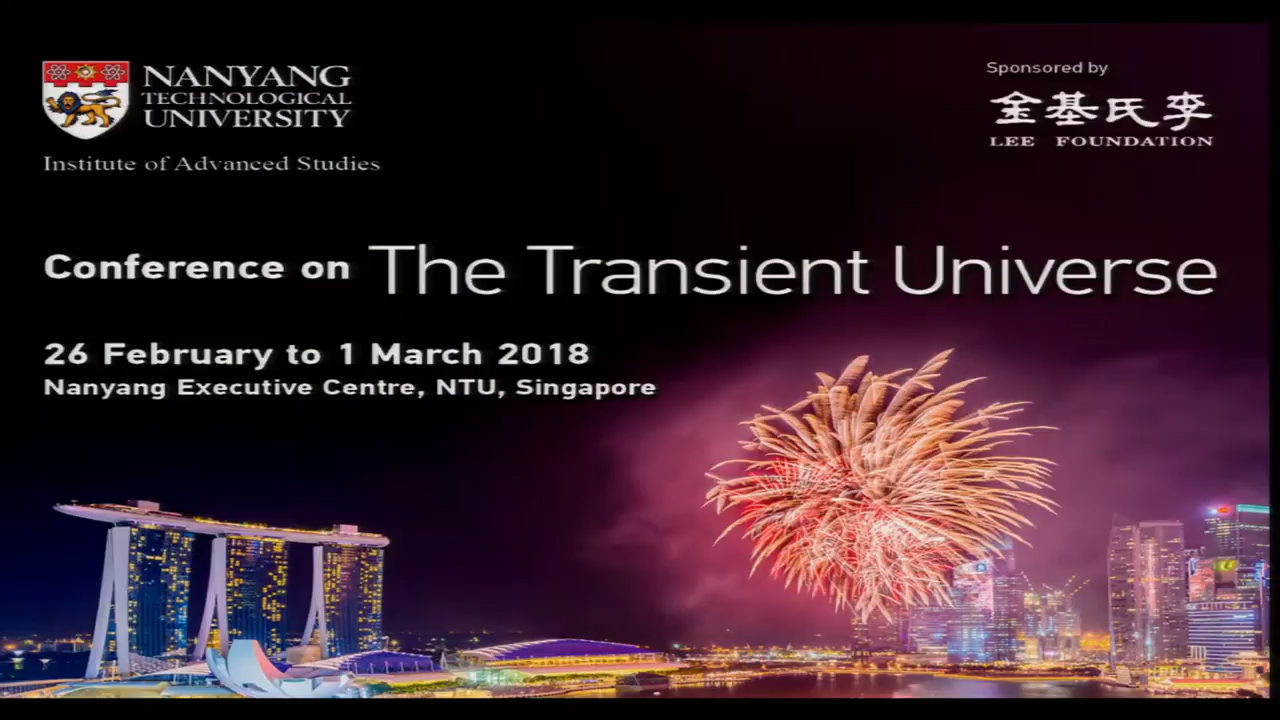 NANYANG
TECHNOLOGICAL
UNIVERSITY
Institute of Advanced Studies
Sponsored by
金基氏李
LEE FOUNDATION
Conference on The Transient Universe
26 February to 1 March 2018
Nanyang Executive Centre, NTU, Singapore